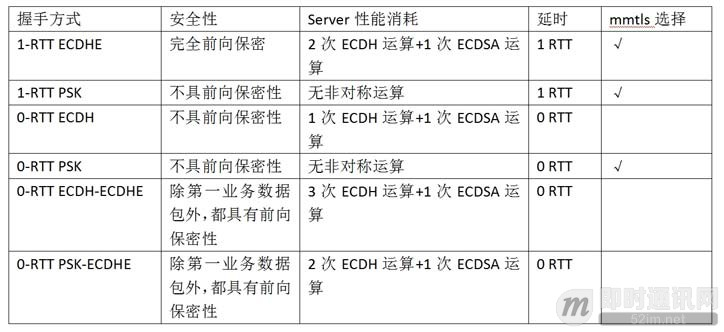 握手方式 安全性 Server 性能消耗 延时 mmtls 选择
1-RTT ECDHE 完全前向保密 2 次 ECDH 运算+1 次 ECDSA 运 1 RTT √
算
1-RTT PSK 不具前向保密性 无非对称运算 1 RTT √
0-RTT ECDH 不具前向保密性 1 次 ECDH 运算+1 次 ECDSA 运 0 RTT
算
0-RTT PSK 不具前向保密性 无非对称运算 0 RTT √
0-RTT ECDH-ECDHE 除第一业务数据 3 次 ECDH 运算+1 次 ECDSA 运 0 RTT
包外，都具有前向 算
保密性
0-RTT PSK-ECDHE 除第一业务数据 2 次 ECDH 运算+1 次 ECDSA 运 0 RTT
包外，都具有前向 算
保密性
m 即时通讯网
52im.net